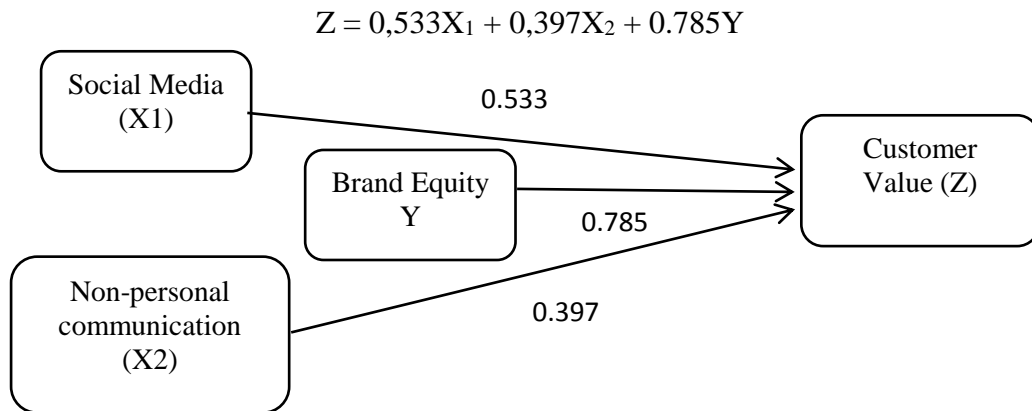 Z = 0,533X₁ + 0,397X₂ + 0.785Y
Social Media
(X1)
0.533
Customer
Value (Z)
Brand Equity
Y
0.785
Non-personal
communication
(X2)
0.397